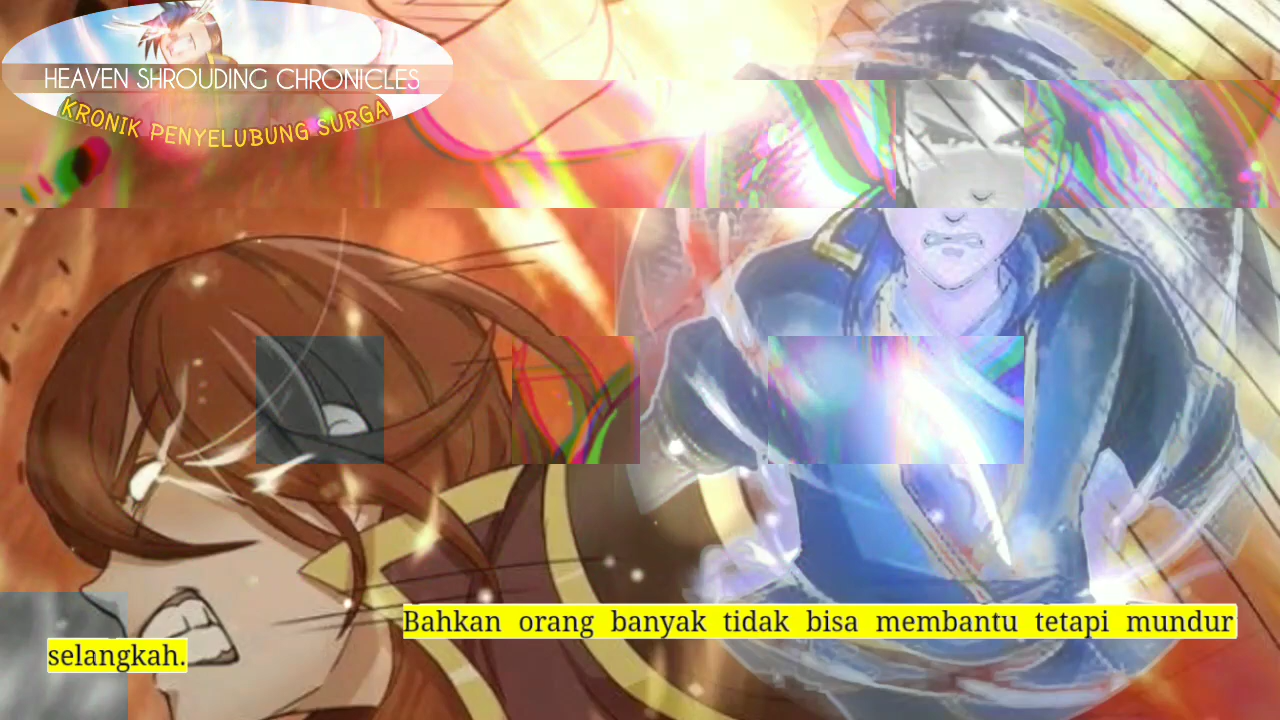 HEAVEN SHROUDING CHRONICLES
KRONIK PENYELUBUNG SURGA
Bahkan orang banyak tidak bisa membantu tetapi mundur
selangkah.